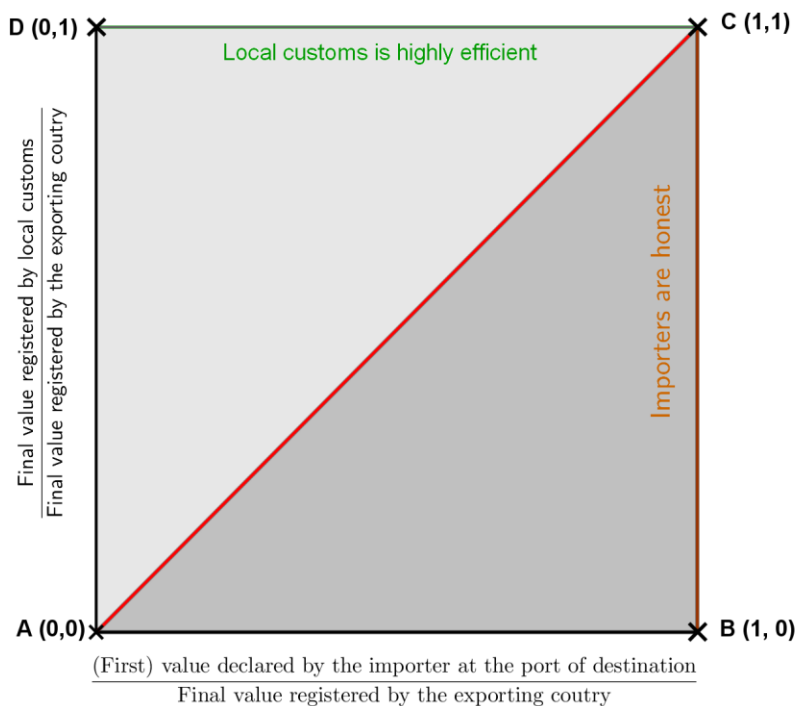 D (0,1)
C (1,1)
Local customs is highly efficient
Final value registered by local customs
Final value registered by the exporting coutry
Importers are honest
A (0,0)
B (1, 0)
(First) value declared by the importer at the port of destination
Final value registered by the exporting coutry